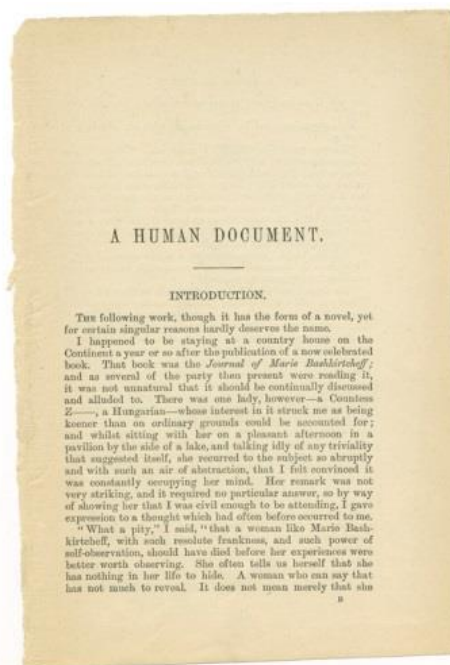 A HUMAN DOCUMENT.
INTRODUCTION.
THE following work, though it has the form of a novel, yet
for certain singular reasons hardly deserves the name.
I happened to be staying at a country house on the
Continent a year or so after the publication of a now celebrated
book. That book was the Journal of Marie Bashkirtcheff;
and as several of the party then present were reading it,
it was not unnatural that it should be continually discussed
and alluded to. There was one lady, however—a Countess
Z——, a Hungarian—whose interest in it struck me as being
keener than on ordinary grounds could be accounted for;
and whilst sitting with her on a pleasant afternoon in a
pavilion by the side of a lake, and talking idly of any triviality
that suggested itself, she recurred to the subject so abruptly
and with such an air of abstraction, that I felt convinced it
was constantly occupying her mind. Her remark was not
very striking, and it required no particular answer, so by way
of showing her that I was civil enough to be attending, I gave
expression to a thought which had often before occurred to me.
"What a pity," I said, "that a woman like Marie Bash-
kirtcheff, with such resolute frankness, and such power of
self-observation, should have died before her experiences were
better worth observing. She often tells us herself that she
has nothing in her life to hide. A woman who can say that
has not much to reveal. It does not mean merely that she
B